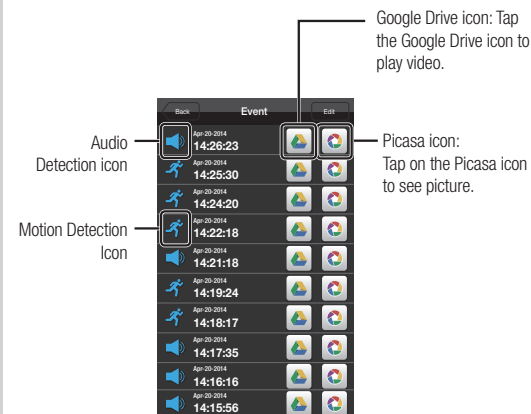 Google Drive icon: Tap
the Google Drive icon to
play video.
Back
Event
Edit
Audio
Detection icon
Picasa icon:
Tap on the Picasa icon
to see picture.
Motion Detection
Icon
Apr-20-2014
14:26:23
Apr-20-2014
14:25:30
Apr-20-2014
14:24:20
Apr-20-2014
14:22:18
Apr-20-2014
14:21:18
Apr-20-2014
14:19:24
Apr-20-2014
14:18:17
Apr-20-2014
14:17:35
Apr-20-2014
14:16:16
Apr-20-2014
14:15:56